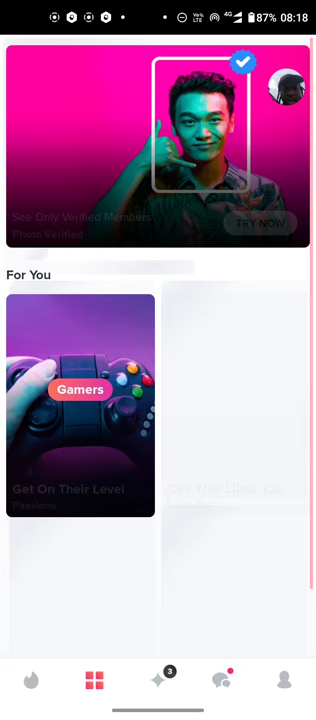 4G 87% 08:18
See Only Verified Members
Photo Verified
TRY NOW
For You
Gamers
Get On Their Level
Passions
See Who Likes You
3